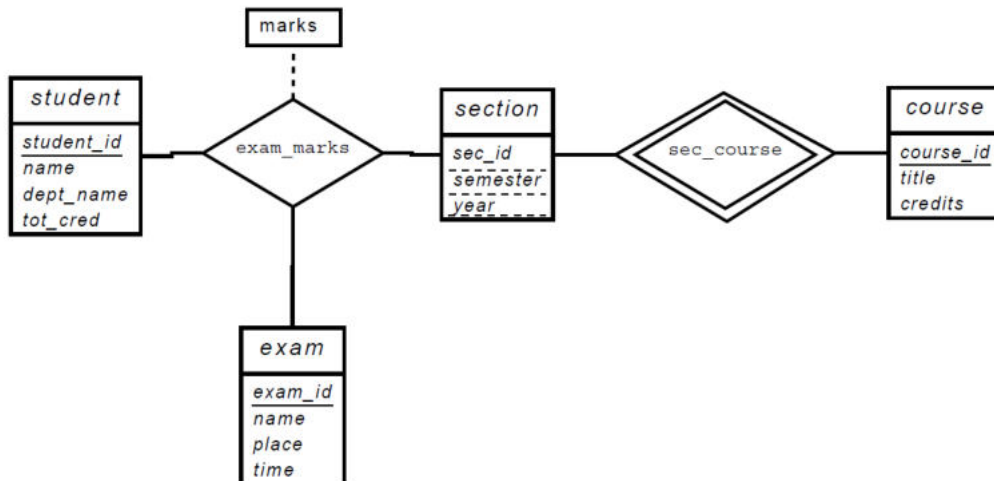 marks
student
student_id
name
dept_name
tot_cred
exam_marks
section
sec_id
semester
year
sec_course
course
course_id
title
credits
exam
exam_id
name
place
time